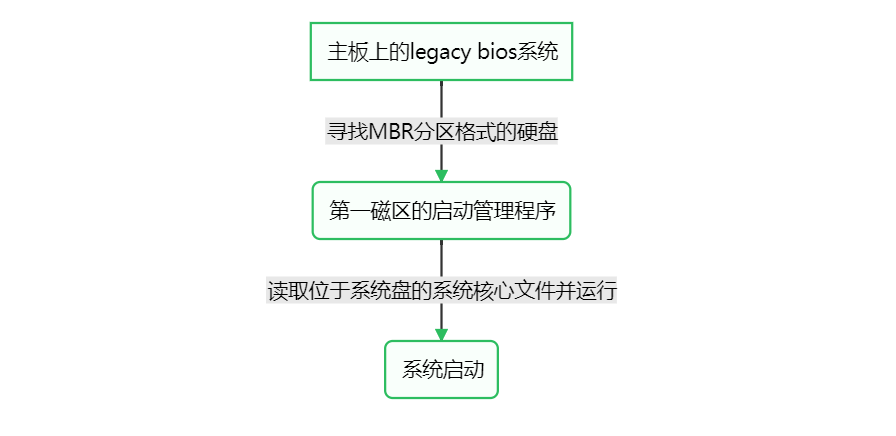 主板上的legacy bios系统
寻找MBR分区格式的硬盘
第一磁区的启动管理程序
读取位于系统盘的系统核心文件并运行
系统启动